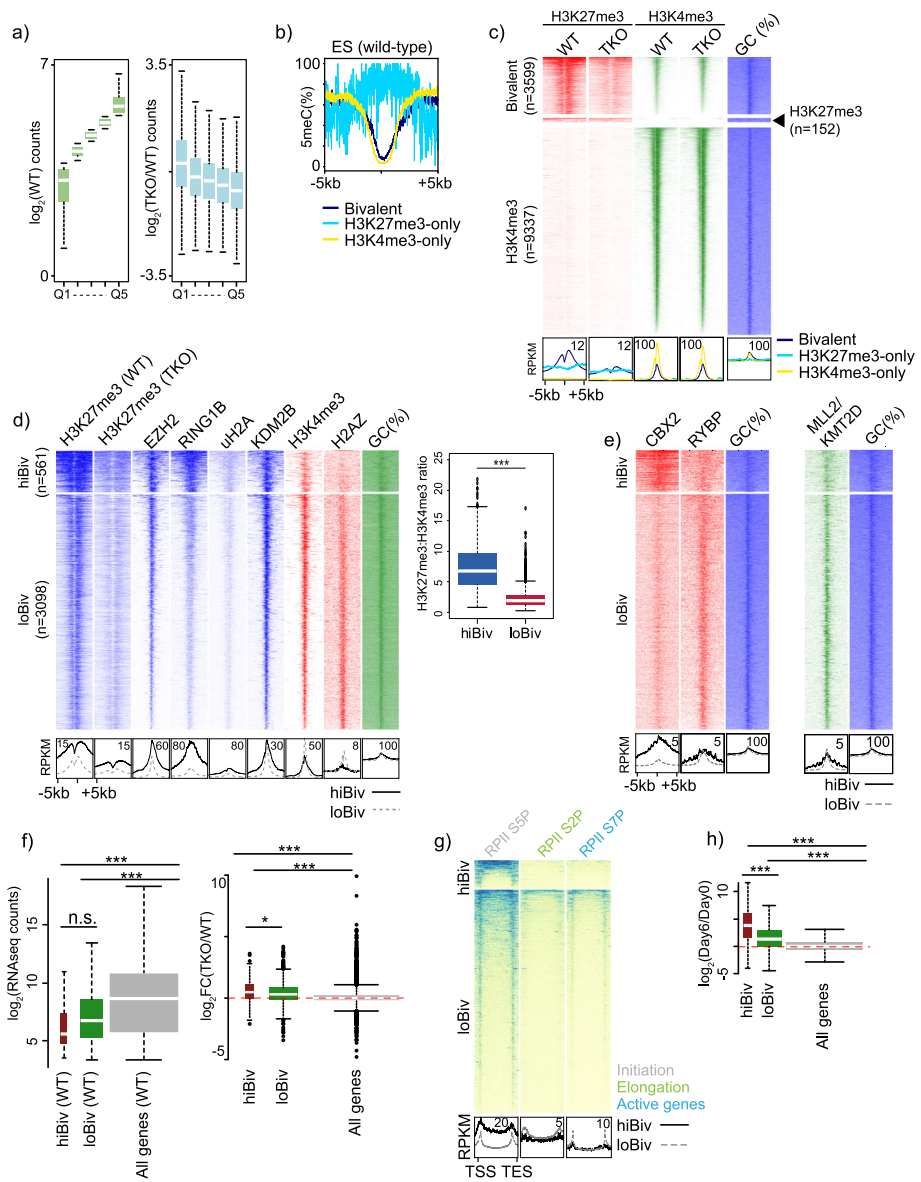 a)
7
log2(WT) counts
0
Q1 Q5
3.5
log2(TKO/WT) counts
-3.5
Q1 Q5
b)
ES (wild-type)
100
5meC(%)
0
-5kb +5kb
Bivalent
H3K27me3-only
H3K4me3-only
c)
H3K27me3 H3K4me3
WT TKO WT TKO GC (%)
Bivalent
(n=3599)
H3K27me3
(n=152)
H3K4me3
(n=9337)
RPKM
12 12 100 100 100
-5kb +5kb
Bivalent
H3K27me3-only
H3K4me3-only
d)
H3K27me3 (WT)
H3K27me3 (TKO)
EZH2
RING1B
uH2A
KDM2B
H3K4me3
H2AZ
GC(%)
hiBiv
(n=561)
loBiv
(n=3098)
RPKM
15 15 60 80 80 30 50 8 100
-5kb +5kb
hiBiv
loBiv
H3K27me3:H3K4me3 ratio
25
20
15
10
5
0
***
hiBiv loBiv
e)
CBX2
RYBP
GC(%)
MLL2/
KMT2D
GC(%)
hiBiv
loBiv
RPKM
5 5 100 5 100
-5kb +5kb
hiBiv
loBiv
f)
***
***
n.s.
log2(RNAseq counts)
15
10
5
hiBiv (WT)
loBiv (WT)
All genes (WT)
***
***
*
log2FC(TKO/WT)
10
5
0
-5
hiBiv
loBiv
All genes
g)
RPII S5P
RPII S2P
RPII S7P
hiBiv
loBiv
Initiation
Elongation
Active genes
RPKM
20 5 10
TSS TES
hiBiv
loBiv
h)
***
***
***
log2(Day6/Day0)
10
-5
hiBiv
loBiv
All genes